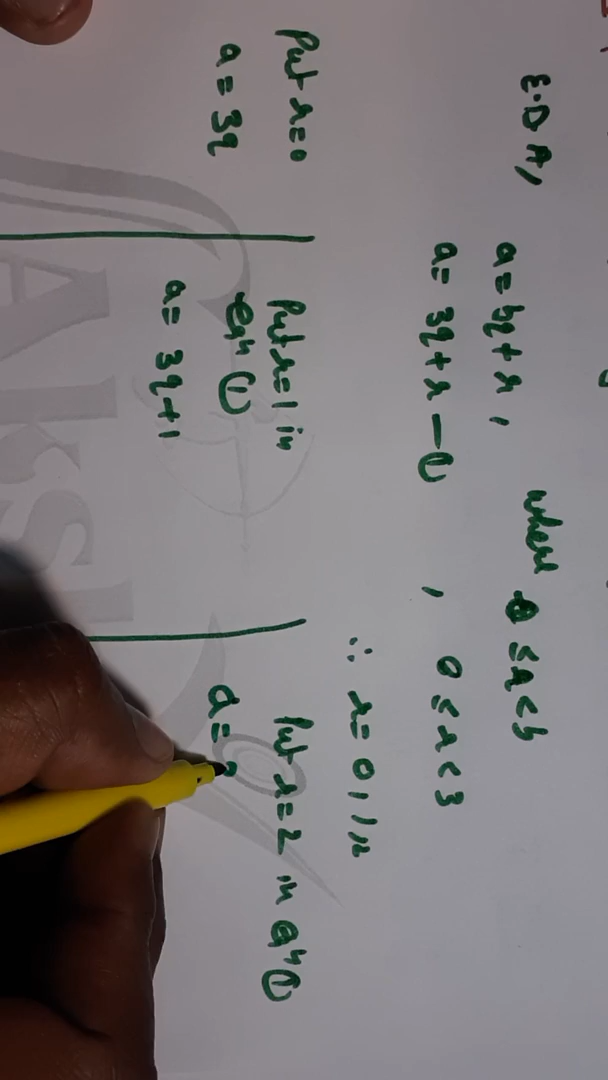 E.D A, a = bq + r, where 0 ≤ r < b
a = 3q + r — ① , 0 ≤ r < 3
∴ r = 0, 1, 2
Put r = 0
a = 3q
Put r = 1 in
eqn ①
a = 3q + 1
Put r = 2 in eqn ①
a =